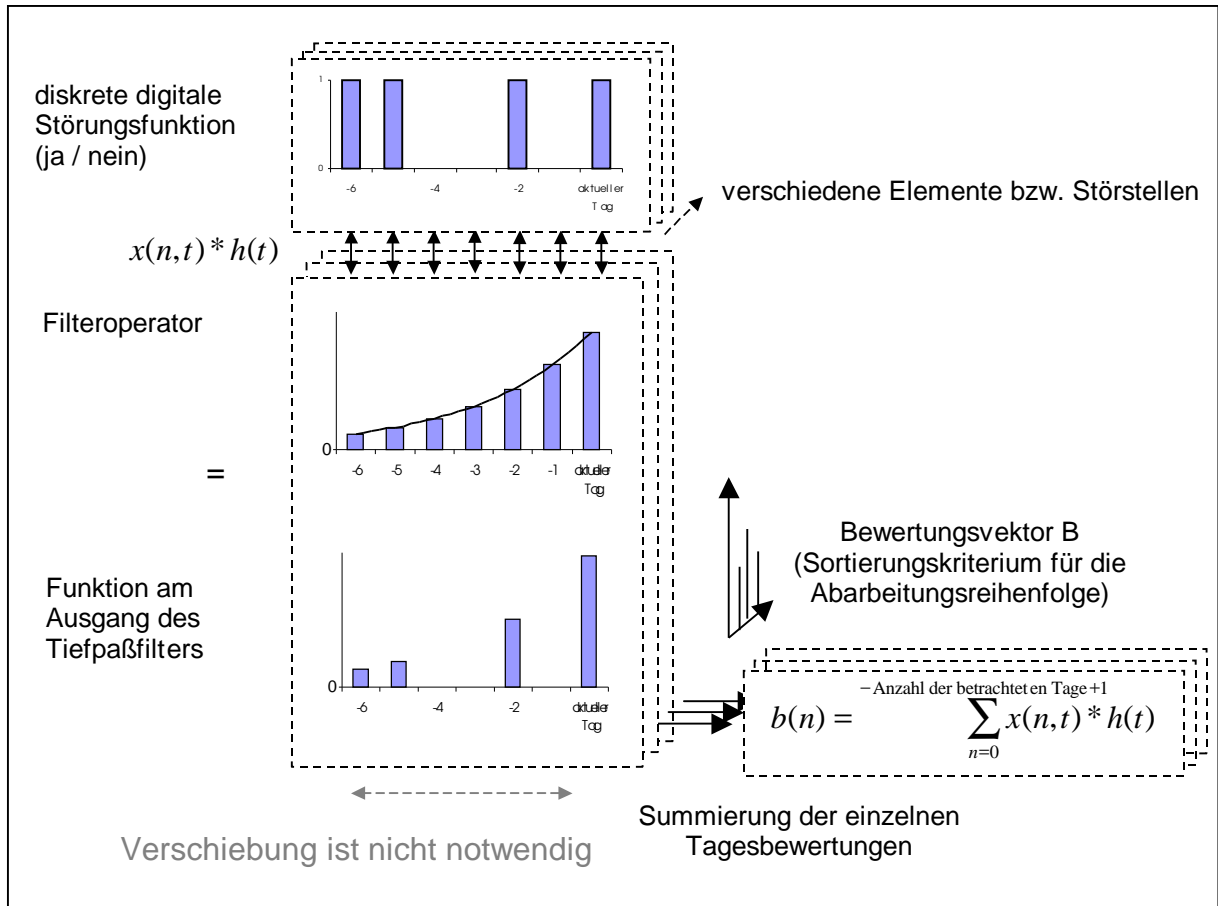 diskrete digitale
Störungsfunktion
(ja / nein)
1
0
-6 -4 -2 aktueller
Tag
verschiedene Elemente bzw. Störstellen
x(n,t) * h(t)
Filteroperator
0
-6 -5 -4 -3 -2 -1 aktueller
Tag
=
Funktion am
Ausgang des
Tiefpaßfilters
0
-6 -4 -2 aktueller
Tag
Bewertungsvektor B
(Sortierungskriterium für die
Abarbeitungsreihenfolge)
−Anzahl der betrachteten Tage+1
b(n) = ∑ x(n,t) * h(t)
n=0
Summierung der einzelnen
Tagesbewertungen
Verschiebung ist nicht notwendig